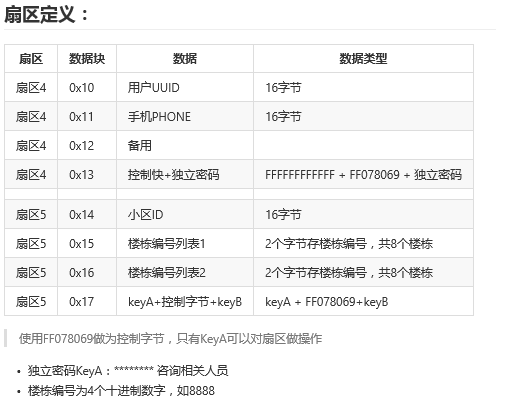 扇区定义：
扇区 数据块 数据 数据类型
扇区4 0x10 用户UUID 16字节
扇区4 0x11 手机PHONE 16字节
扇区4 0x12 备用
扇区4 0x13 控制快+独立密码 FFFFFFFFFFFF + FF078069 + 独立密码
扇区5 0x14 小区ID 16字节
扇区5 0x15 楼栋编号列表1 2个字节存楼栋编号，共8个楼栋
扇区5 0x16 楼栋编号列表2 2个字节存楼栋编号，共8个楼栋
扇区5 0x17 keyA+控制字节+keyB keyA + FF078069+keyB
使用FF078069做为控制字节，只有KeyA可以对扇区做操作
• 独立密码KeyA：******** 咨询相关人员
• 楼栋编号为4个十进制数字，如8888